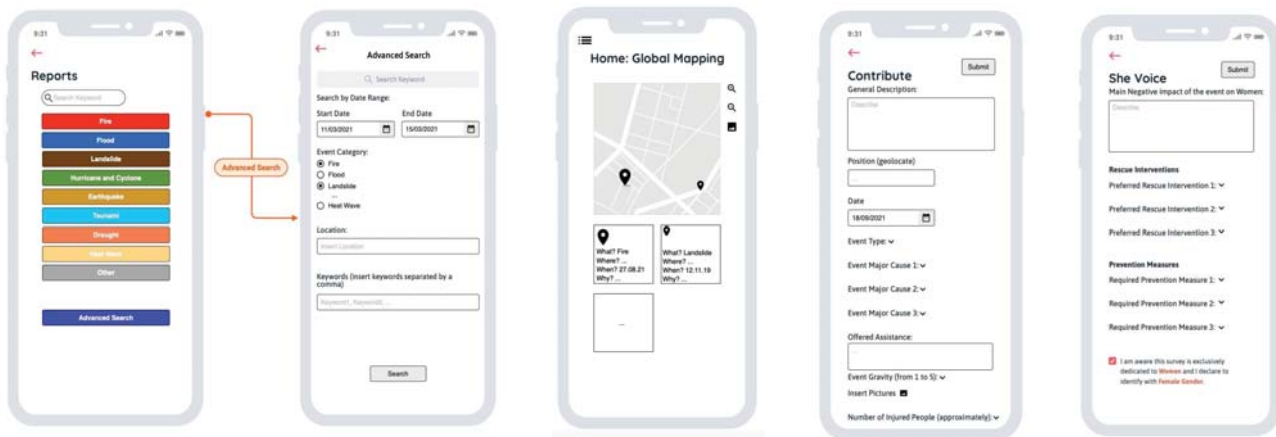 9:31
Reports
Search Keyword
Fire
Flood
Landslide
Hurricane and Cyclone
Earthquake
Tsunami
Drought
Heat Wave
Other
Advanced Search
Advanced Search
9:31
Advanced Search
Search Keyword
Search by Date Range:
Start Date End Date
11/03/2021 15/03/2021
Event Category:
Fire
Flood
Landslide
...
Heat Wave
Location:
Insert Location
Keywords (insert keywords separated by a
comma)
Keyword1, Keyword2, ...
Search
Home: Global Mapping
What? Fire
Where? ...
When? 27.08.21
Why? ...
What? Landslide
Where? ...
When? 12.11.19
Why? ...
...
9:31
Submit
Contribute
General Description:
Describe
Position (geolocate)
...
Date
18/09/2021
Event Type:
Event Major Cause 1:
Event Major Cause 2:
Event Major Cause 3:
Offered Assistance:
...
Event Gravity (from 1 to 5):
Insert Pictures
Number of Injured People (approximately):
9:31
Submit
She Voice
Main Negative impact of the event on Women:
Describe
Rescue Interventions
Preferred Rescue Intervention 1:
Preferred Rescue Intervention 2:
Preferred Rescue Intervention 3:
Prevention Measures
Required Prevention Measure 1:
Required Prevention Measure 2:
Required Prevention Measure 3:
I am aware this survey is exclusively
dedicated to Women and I declare to
identify with Female Gender.